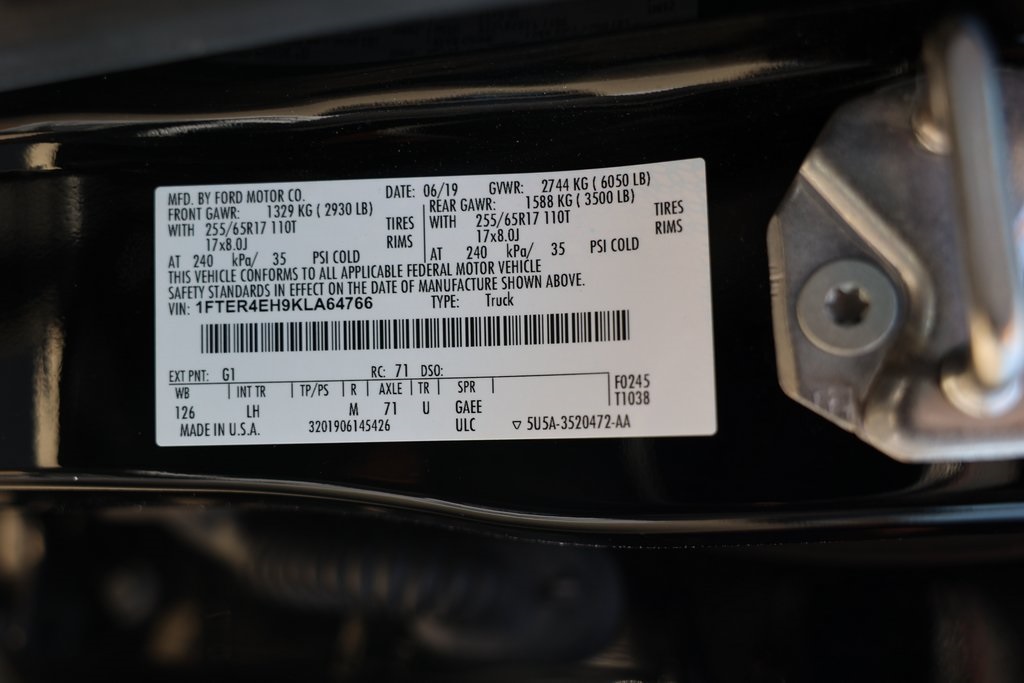 MFD. BY FORD MOTOR CO. DATE: 06/19 GVWR: 2744 KG ( 6050 LB)
FRONT GAWR: 1329 KG ( 2930 LB) REAR GAWR: 1588 KG ( 3500 LB)
WITH 255/65R17 110T TIRES WITH 255/65R17 110T TIRES
17x8.0J RIMS 17x8.0J RIMS
AT 240 kPa/ 35 PSI COLD AT 240 kPa/ 35 PSI COLD
THIS VEHICLE CONFORMS TO ALL APPLICABLE FEDERAL MOTOR VEHICLE
SAFETY STANDARDS IN EFFECT ON THE DATE OF MANUFACTURE SHOWN ABOVE.
VIN: 1FTER4EH9KLA64766 TYPE: Truck
EXT PNT: G1 RC: 71 DSO:
WB INT TR TP/PS R AXLE TR SPR F0245
126 LH M 71 U GAEE T1038
MADE IN U.S.A. 3201906145426 ULC ▽ 5U5A-3520472-AA